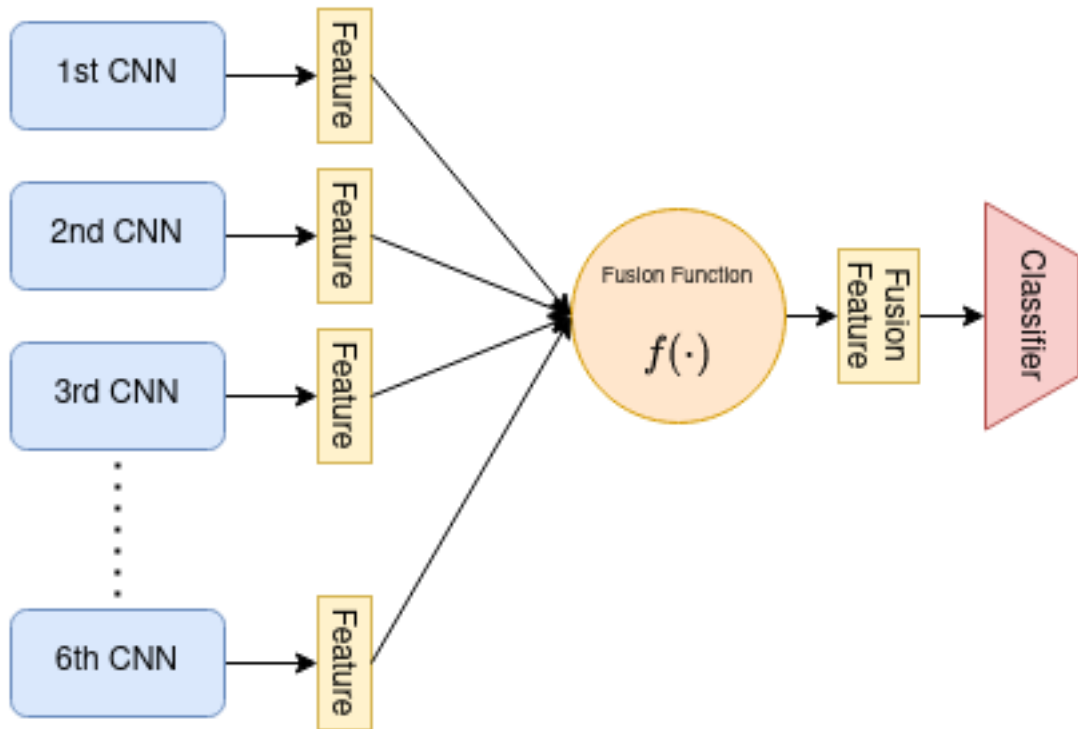 1st CNN
Feature
2nd CNN
Feature
3rd CNN
Feature
6th CNN
Feature
Fusion Function
f(·)
Fusion
Feature
Classifier